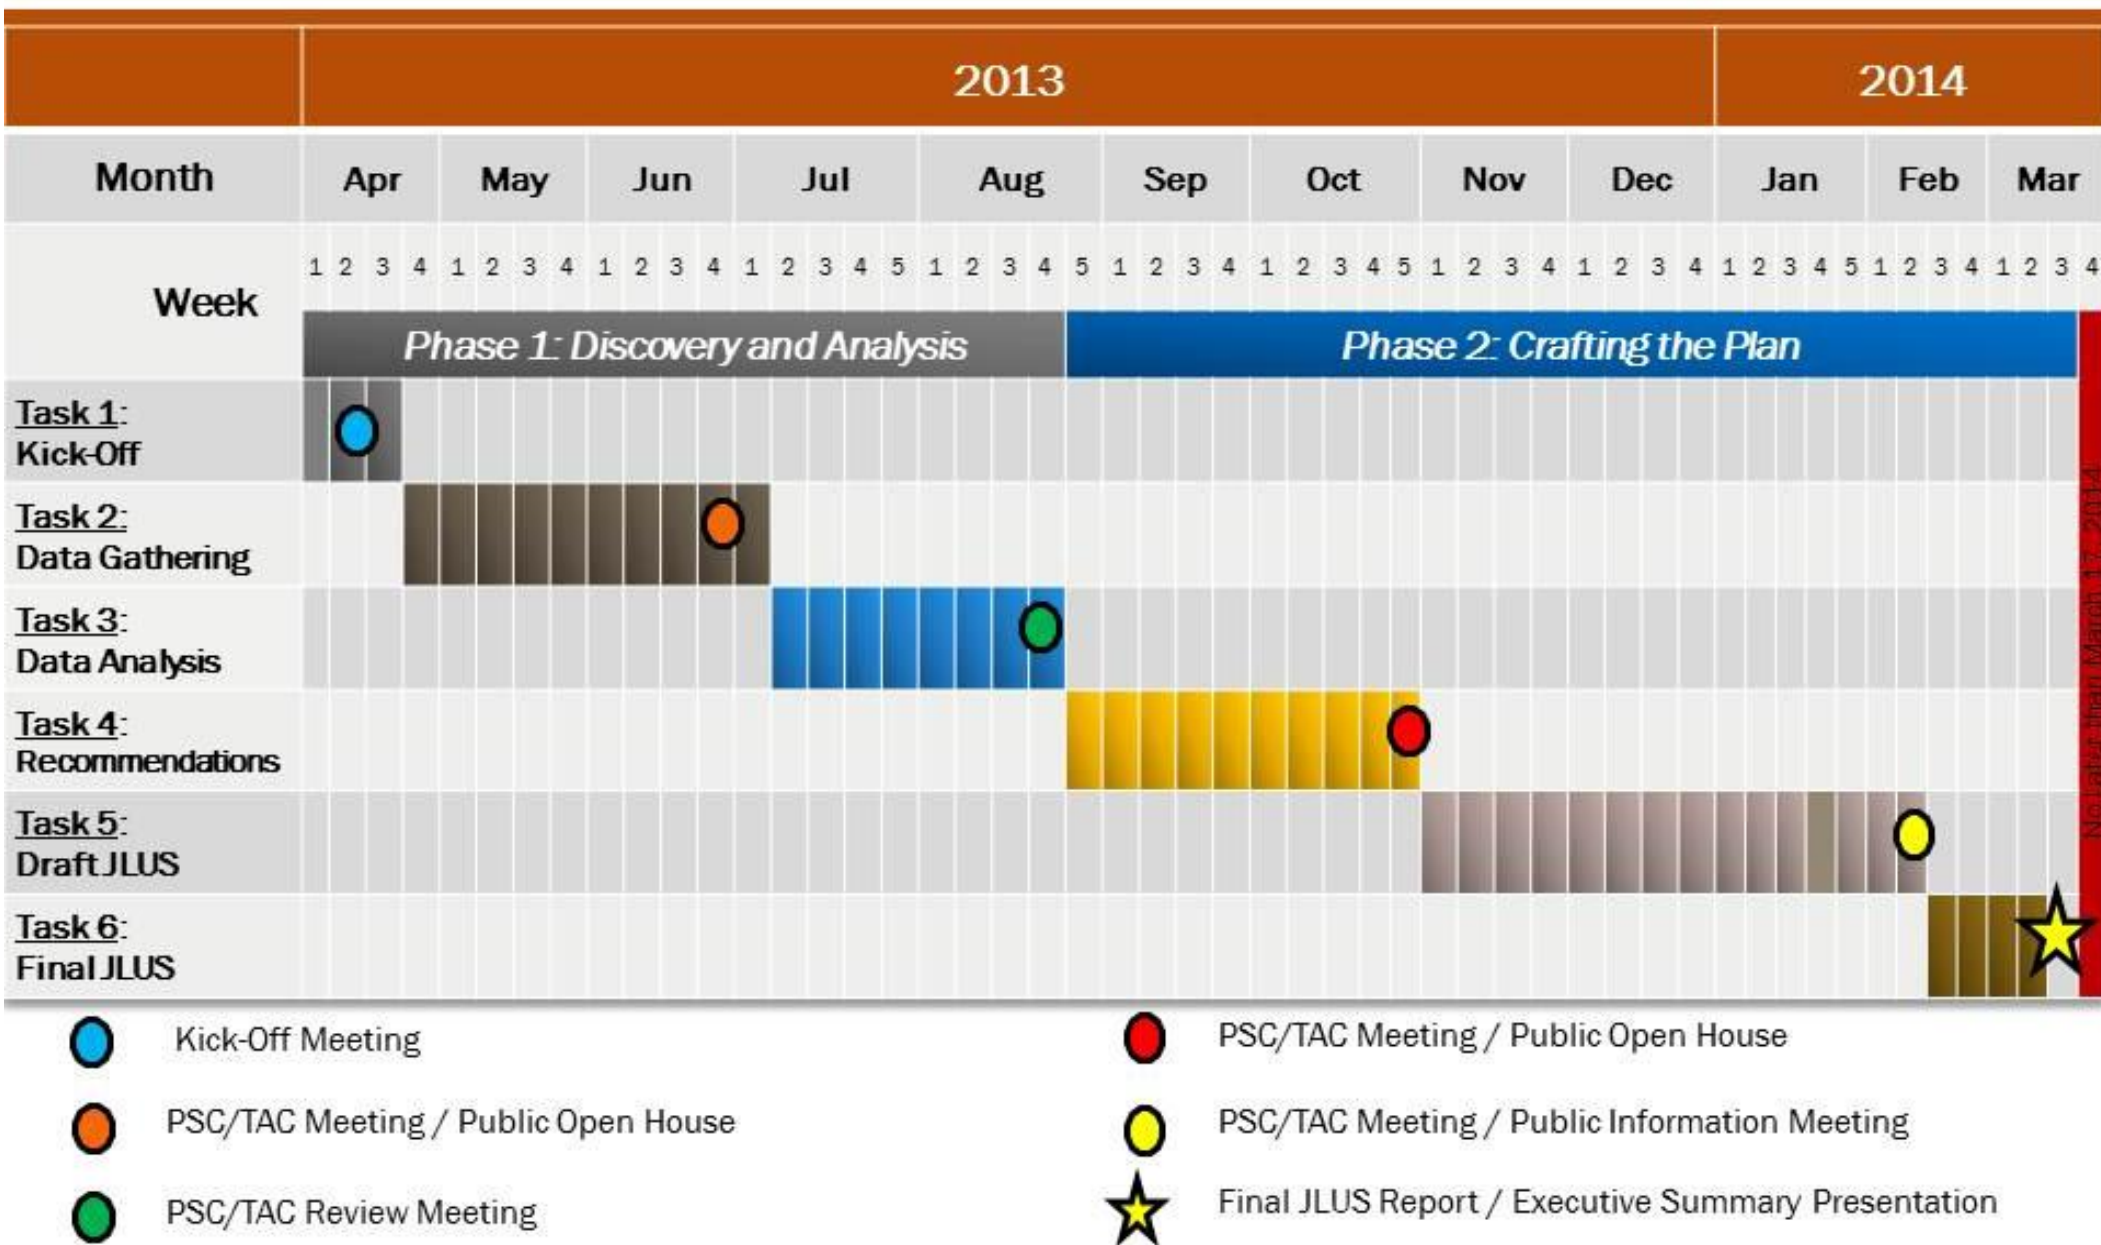 2013 2014
Month Apr May Jun Jul Aug Sep Oct Nov Dec Jan Feb Mar
Week 1 2 3 4 1 2 3 4 1 2 3 4 1 2 3 4 5 1 2 3 4 5 1 2 3 4 1 2 3 4 5 1 2 3 4 1 2 3 4 1 2 3 4 5 1 2 3 4 1 2 3 4
Phase 1: Discovery and Analysis Phase 2: Crafting the Plan
Task 1:
Kick-Off
Task 2:
Data Gathering
Task 3:
Data Analysis
Task 4:
Recommendations
Task 5:
Draft JLUS
Task 6:
Final JLUS
No later than March 17, 2014
Kick-Off Meeting
PSC/TAC Meeting / Public Open House
PSC/TAC Review Meeting
PSC/TAC Meeting / Public Open House
PSC/TAC Meeting / Public Information Meeting
Final JLUS Report / Executive Summary Presentation